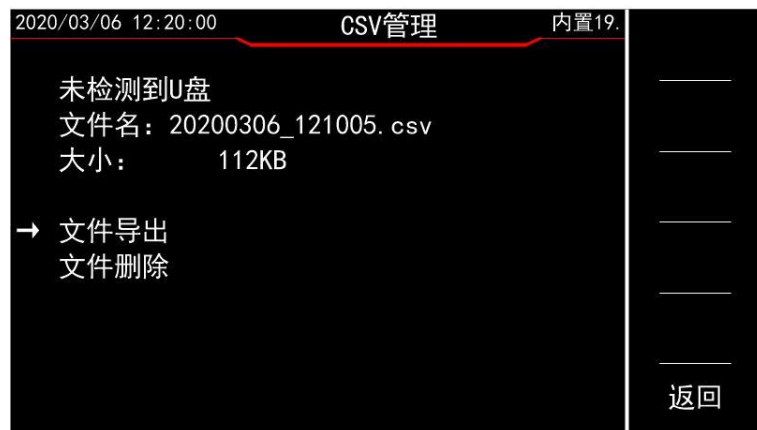 2020/03/06 12:20:00 CSV管理 内置19.
未检测到U盘
文件名：20200306_121005.csv
大小： 112KB
→ 文件导出
文件删除
返回